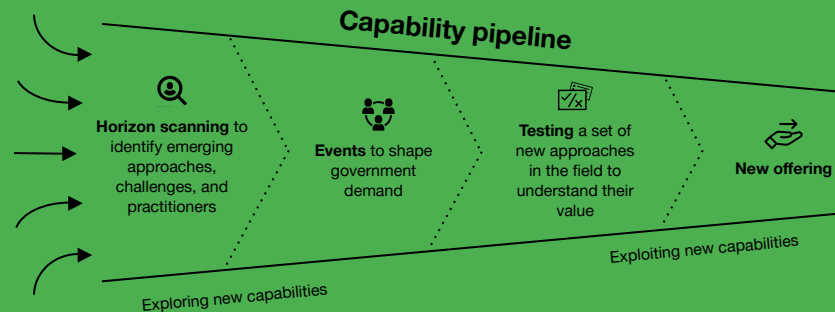 Capability pipeline
Horizon scanning to
identify emerging
approaches,
challenges, and
practitioners
Events to shape
government
demand
Testing a set of
new approaches
in the field to
understand their
value
New offering
Exploring new capabilities
Exploiting new capabilities